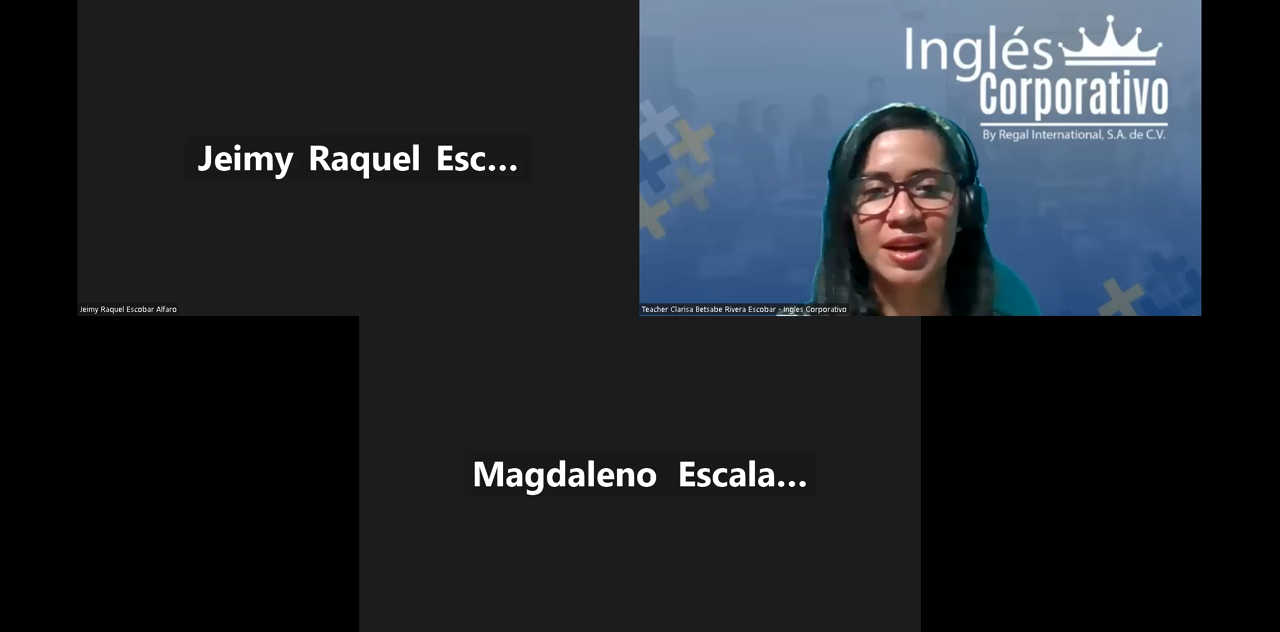 Jeimy Raquel Esc...
Jeimy Raquel Escobar Alfaro
Inglés
Corporativo
By Regal International, S.A. de C.V.
Teacher Clarisa Betsabe Rivera Escobar - Ingles Corporativo
Magdaleno Escala...